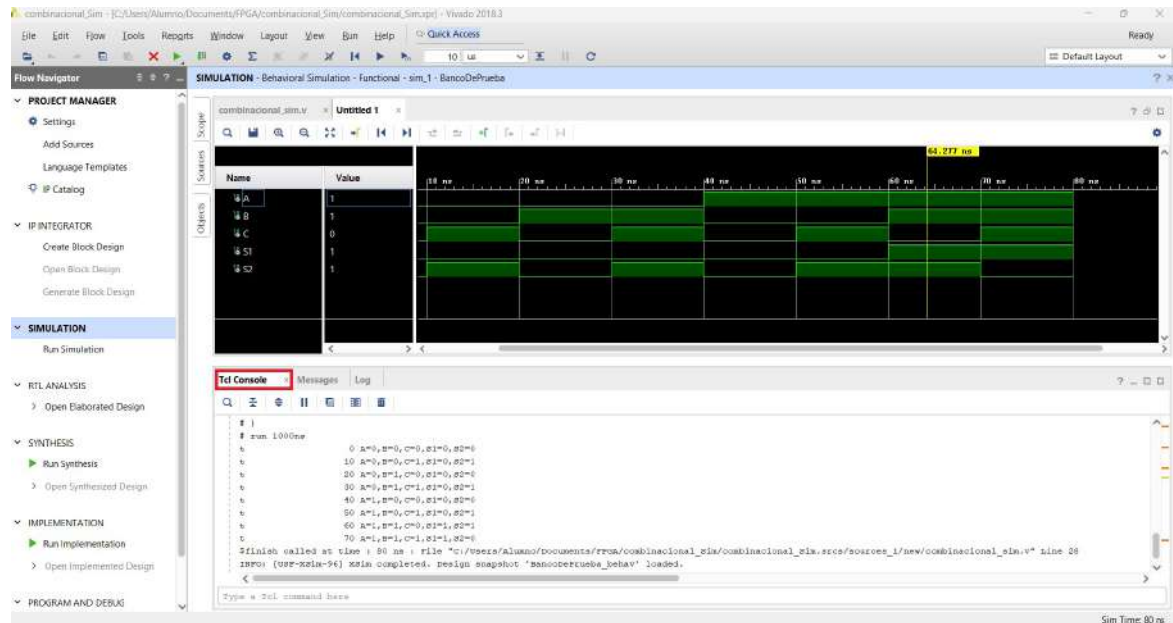 combinacional_Sim - [C:/Users/Alumno/Documents/FPGA/combinacional_Sim/combinacional_Sim.xpr] - Vivado 2018.3
File Edit Flow Tools Reports Window Layout View Run Help Quick Access
Ready
10 us
Default Layout
Flow Navigator
SIMULATION - Behavioral Simulation - Functional - sim_1 - BancoDePrueba
PROJECT MANAGER
Settings
Add Sources
Language Templates
IP Catalog
IP INTEGRATOR
Create Block Design
Open Block Design
Generate Block Design
SIMULATION
Run Simulation
RTL ANALYSIS
Open Elaborated Design
SYNTHESIS
Run Synthesis
Open Synthesized Design
IMPLEMENTATION
Run Implementation
Open Implemented Design
PROGRAM AND DEBUG
Scope
Sources
Objects
combinacional_sim.v Untitled 1
64.277 ns
Name Value
10 ns 20 ns 30 ns 40 ns 50 ns 60 ns 70 ns 80 ns
A 1
B 1
C 0
S1 1
S2 1
Tcl Console Messages Log
# }
# run 1000ns
t 0 A=0,B=0,C=0,S1=0,S2=0
t 10 A=0,B=0,C=1,S1=0,S2=1
t 20 A=0,B=1,C=0,S1=0,S2=0
t 30 A=0,B=1,C=1,S1=0,S2=1
t 40 A=1,B=0,C=0,S1=0,S2=0
t 50 A=1,B=0,C=1,S1=0,S2=1
t 60 A=1,B=1,C=0,S1=1,S2=1
t 70 A=1,B=1,C=1,S1=1,S2=0
$finish called at time : 80 ns : File "C:/Users/Alumno/Documents/FPGA/combinacional_Sim/combinacional_Sim.srcs/sources_1/new/combinacional_sim.v" Line 28
INFO: [USF-XSim-96] XSim completed. Design snapshot 'BancoDePrueba_behav' loaded.
Type a Tcl command here
Sim Time: 80 ns